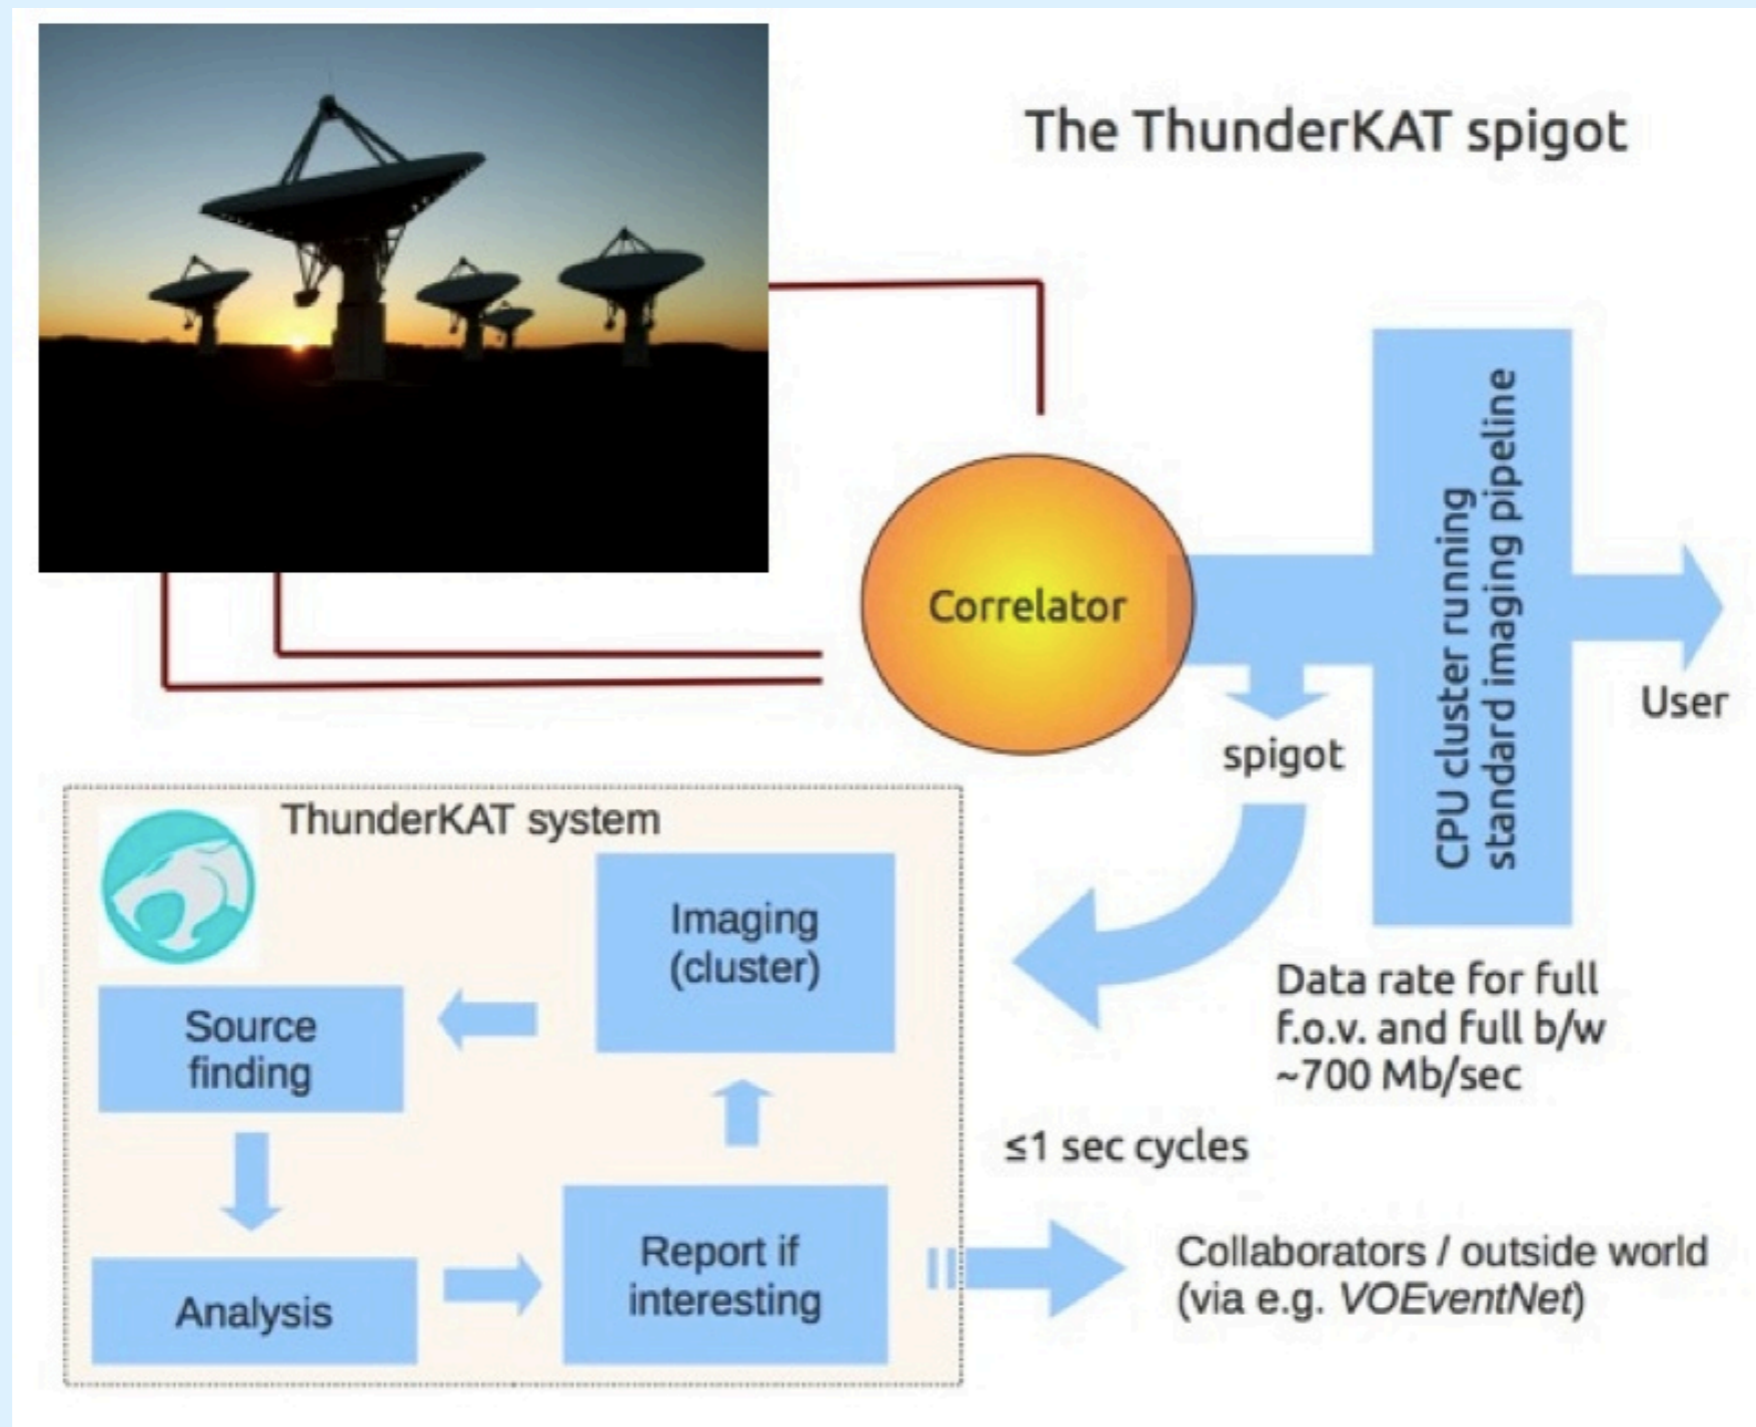 The ThunderKAT spigot
Correlator
CPU cluster running
standard imaging pipeline
User
spigot
Data rate for full
f.o.v. and full b/w
~700 Mb/sec
≤1 sec cycles
ThunderKAT system
Imaging
(cluster)
Source
finding
Analysis
Report if
interesting
Collaborators / outside world
(via e.g. VOEventNet)